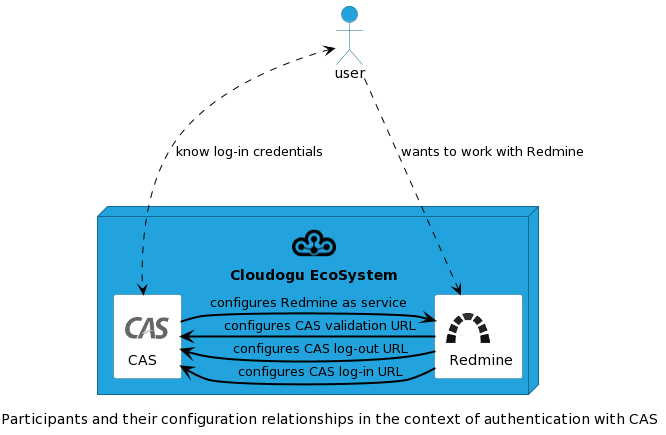 user
know log-in credentials
wants to work with Redmine
Cloudogu EcoSystem
configures Redmine as service
configures CAS validation URL
configures CAS log-out URL
configures CAS log-in URL
CAS
CAS
Redmine
Participants and their configuration relationships in the context of authentication with CAS